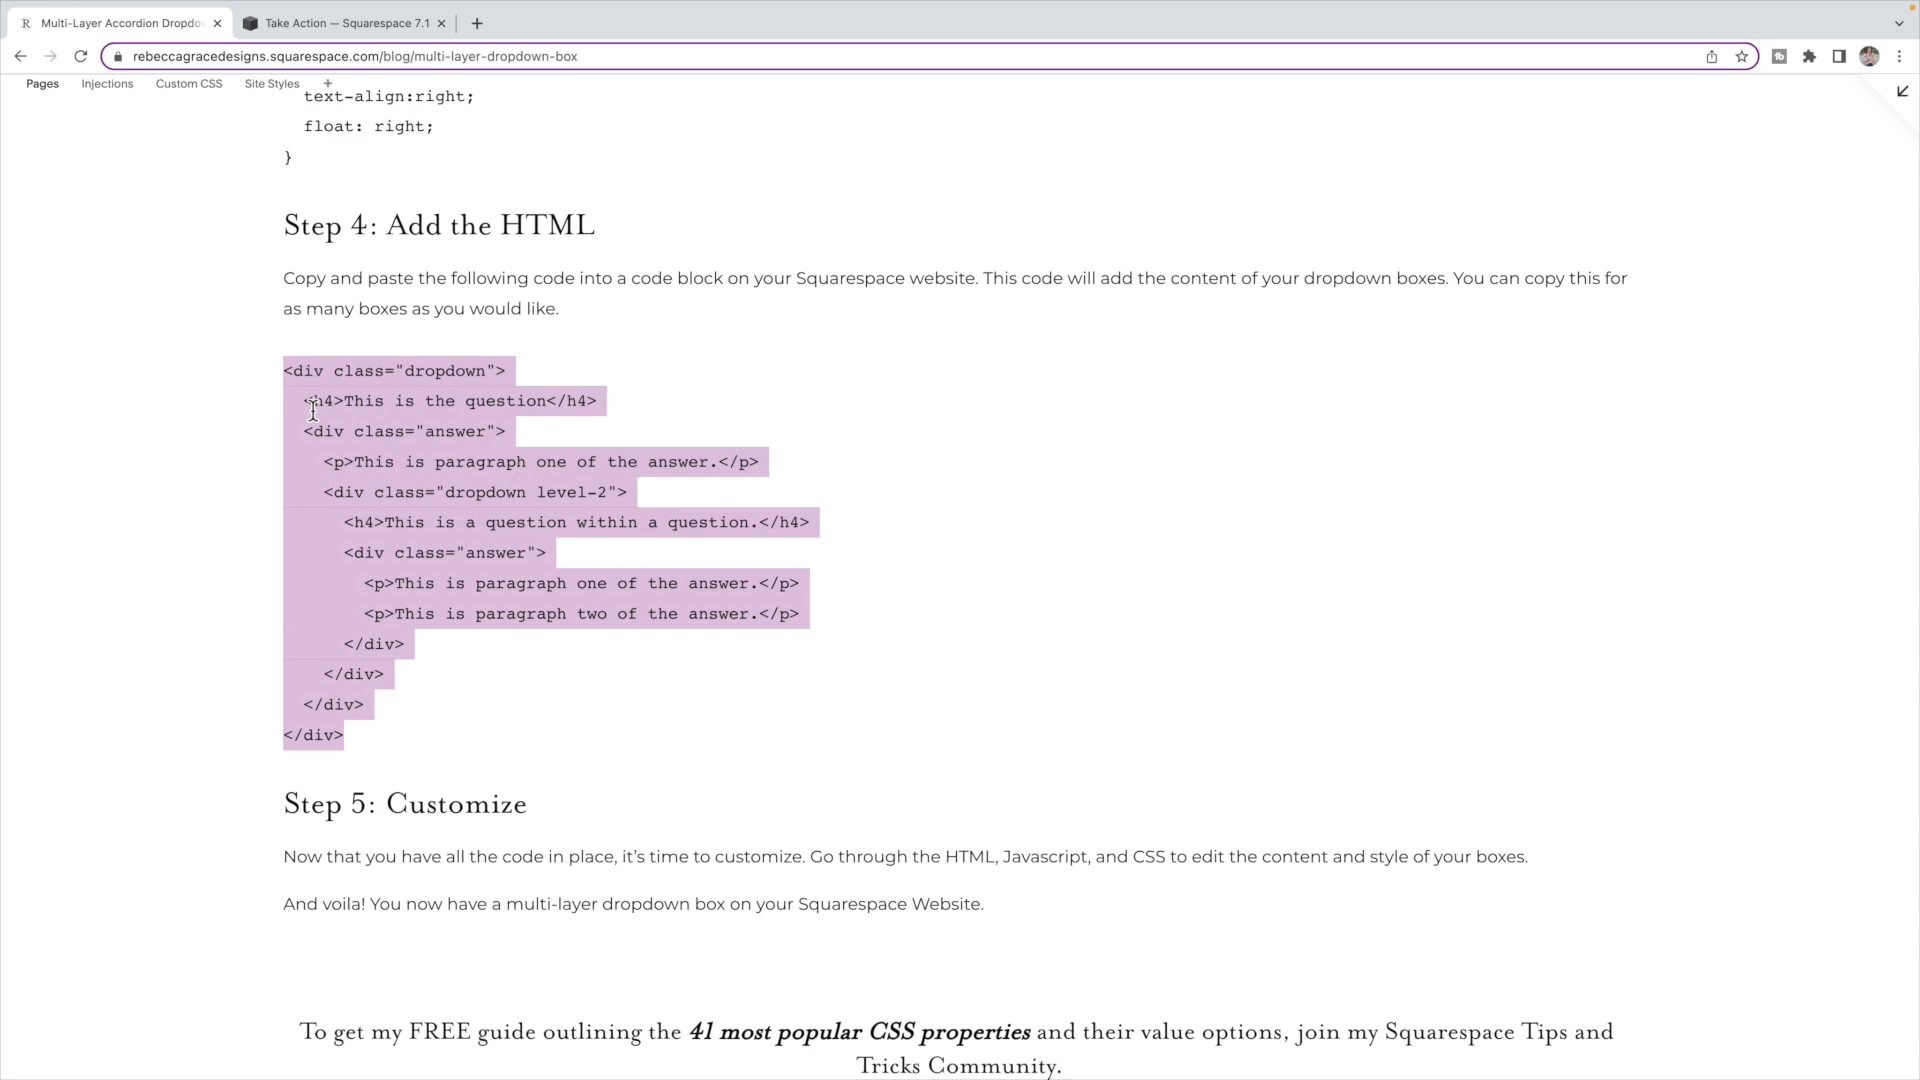 Multi-Layer Accordion Dropdo
Take Action — Squarespace 7.1
rebeccagracedesigns.squarespace.com/blog/multi-layer-dropdown-box
Pages Injections Custom CSS Site Styles +
text-align:right;
float: right;
}
Step 4: Add the HTML
Copy and paste the following code into a code block on your Squarespace website. This code will add the content of your dropdown boxes. You can copy this for
as many boxes as you would like.
<div class="dropdown">
<h4>This is the question</h4>
<div class="answer">
<p>This is paragraph one of the answer.</p>
<div class="dropdown level-2">
<h4>This is a question within a question.</h4>
<div class="answer">
<p>This is paragraph one of the answer.</p>
<p>This is paragraph two of the answer.</p>
</div>
</div>
</div>
</div>
Step 5: Customize
Now that you have all the code in place, it's time to customize. Go through the HTML, Javascript, and CSS to edit the content and style of your boxes.
And voila! You now have a multi-layer dropdown box on your Squarespace Website.
To get my FREE guide outlining the 41 most popular CSS properties and their value options, join my Squarespace Tips and
Tricks Community.